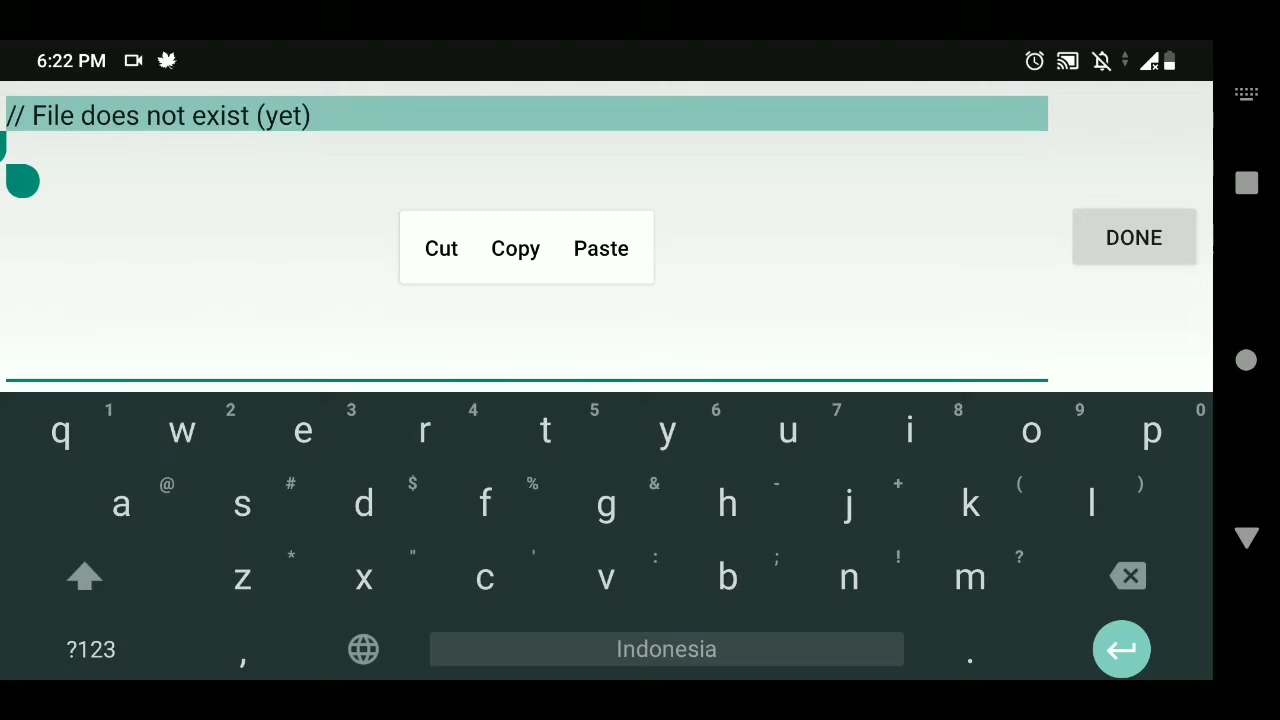 6:22 PM
// File does not exist (yet)
Cut Copy Paste
DONE
1 2 3 4 5 6 7 8 9 0
q w e r t y u i o p
@ # $ % & - + ( )
a s d f g h j k l
* " ' : ; ! ?
z x c v b n m
?123 , Indonesia .